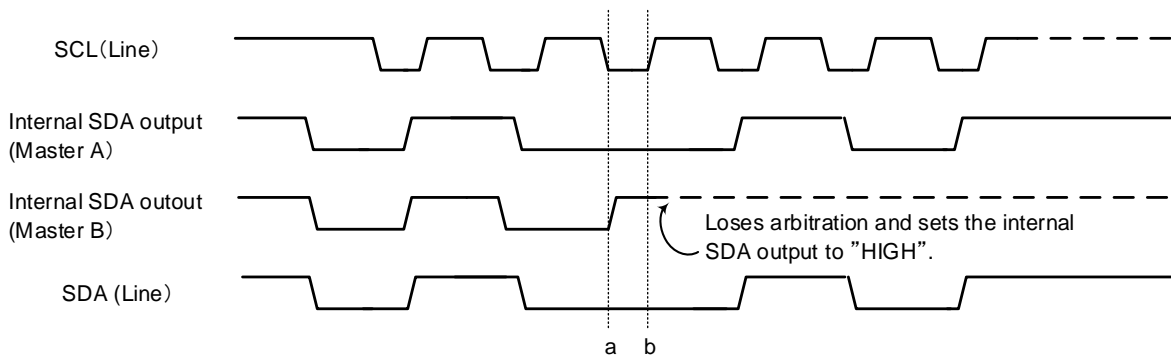 SCL（Line）
Internal SDA output
(Master A）
Internal SDA outout
(Master B）
Loses arbitration and sets the internal
SDA output to ”HIGH”.
SDA (Line）
a b